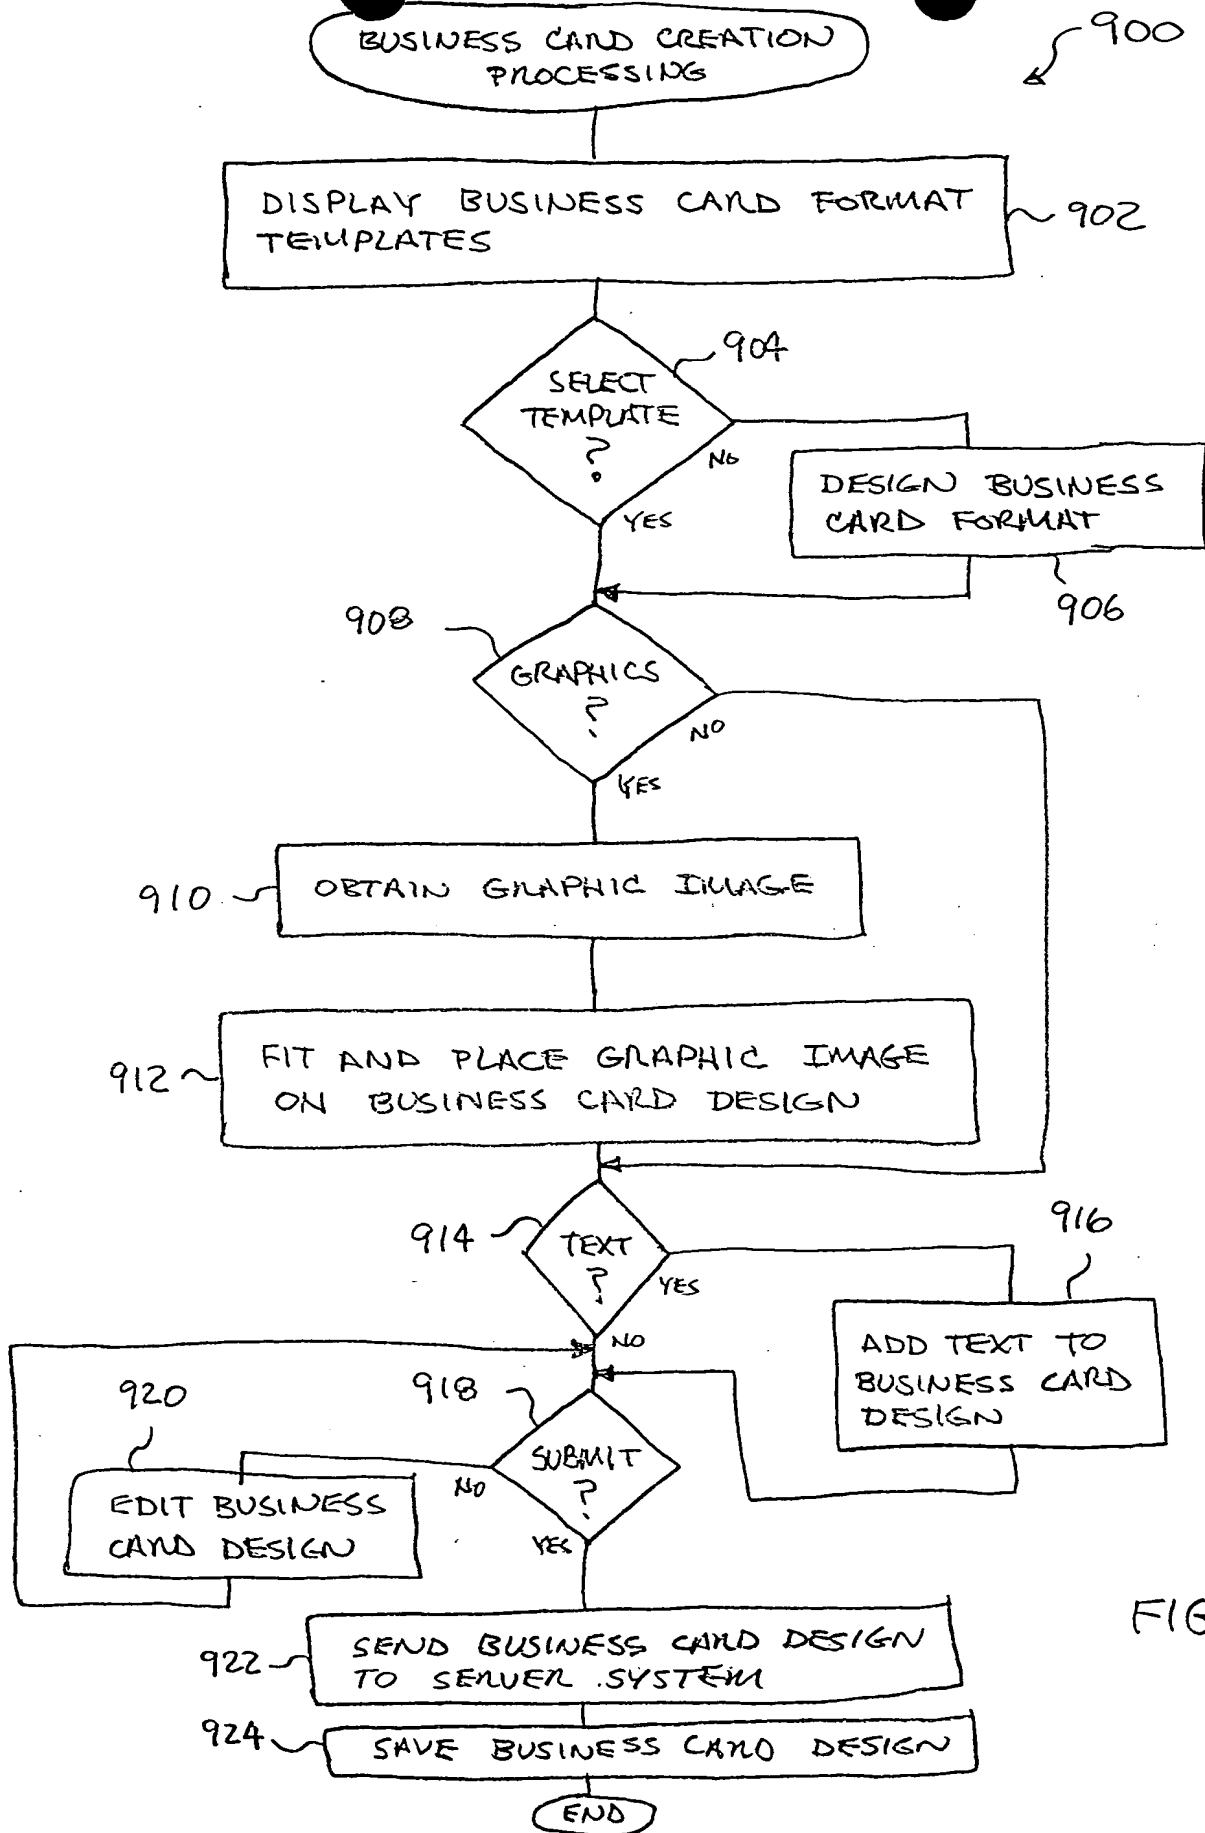 BUSINESS CARD CREATION
PROCESSING
900
DISPLAY BUSINESS CARD FORMAT
TEMPLATES
902
904
SELECT
TEMPLATE
?
NO
YES
DESIGN BUSINESS
CARD FORMAT
906
908
GRAPHICS
?
NO
YES
910
OBTAIN GRAPHIC IMAGE
912
FIT AND PLACE GRAPHIC IMAGE
ON BUSINESS CARD DESIGN
914
TEXT
?
YES
NO
916
ADD TEXT TO
BUSINESS CARD
DESIGN
918
SUBMIT
?
NO
YES
920
EDIT BUSINESS
CARD DESIGN
922
SEND BUSINESS CARD DESIGN
TO SERVER SYSTEM
924
SAVE BUSINESS CARD DESIGN
END
FIG